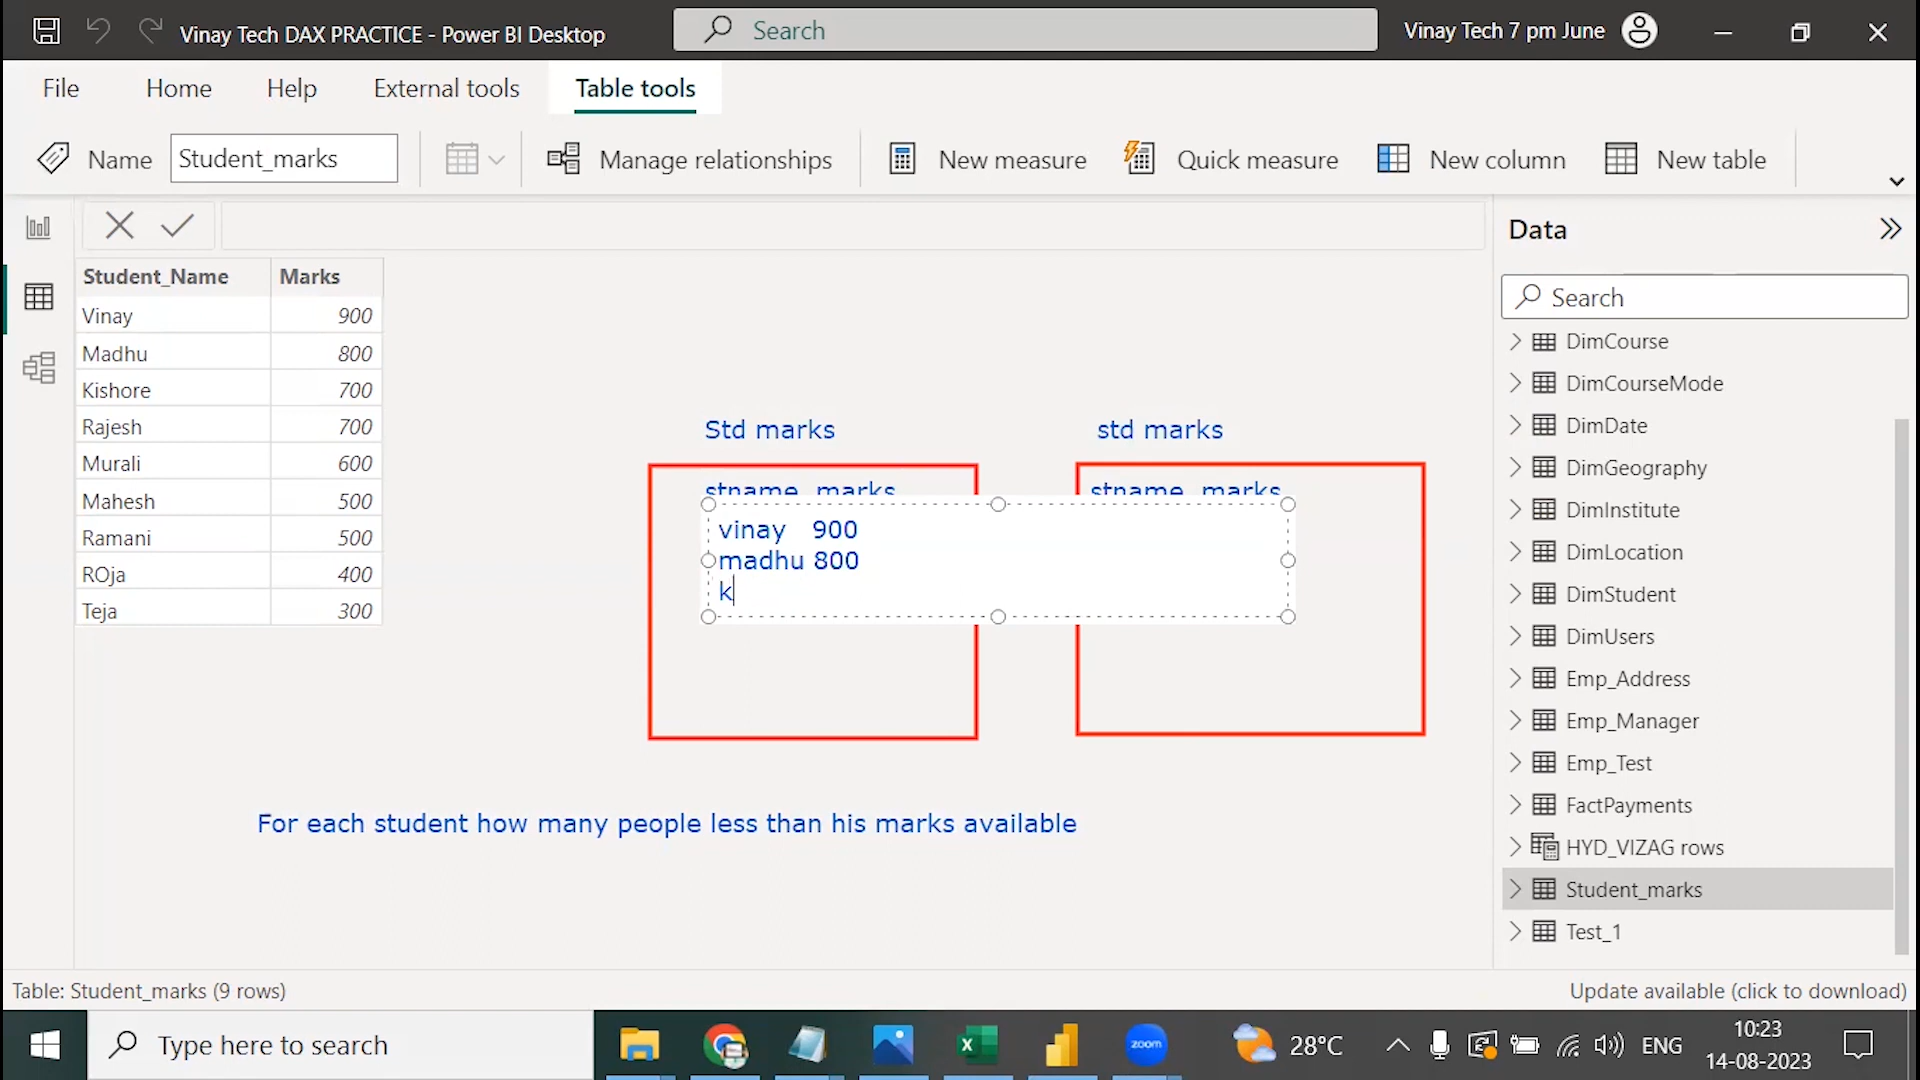 Vinay Tech DAX PRACTICE - Power BI Desktop
Search
Vinay Tech 7 pm June
File
Home
Help
External tools
Table tools
Name
Student_marks
Manage relationships
New measure
Quick measure
New column
New table
Student_Name Marks
Vinay 900
Madhu 800
Kishore 700
Rajesh 700
Murali 600
Mahesh 500
Ramani 500
ROja 400
Teja 300
Std marks
stname marks
std marks
stname marks
vinay 900
madhu 800
k
For each student how many people less than his marks available
Data
Search
DimCourse
DimCourseMode
DimDate
DimGeography
DimInstitute
DimLocation
DimStudent
DimUsers
Emp_Address
Emp_Manager
Emp_Test
FactPayments
HYD_VIZAG rows
Student_marks
Test_1
Table: Student_marks (9 rows)
Update available (click to download)
Type here to search
zoom
28°C
ENG
10:23
14-08-2023